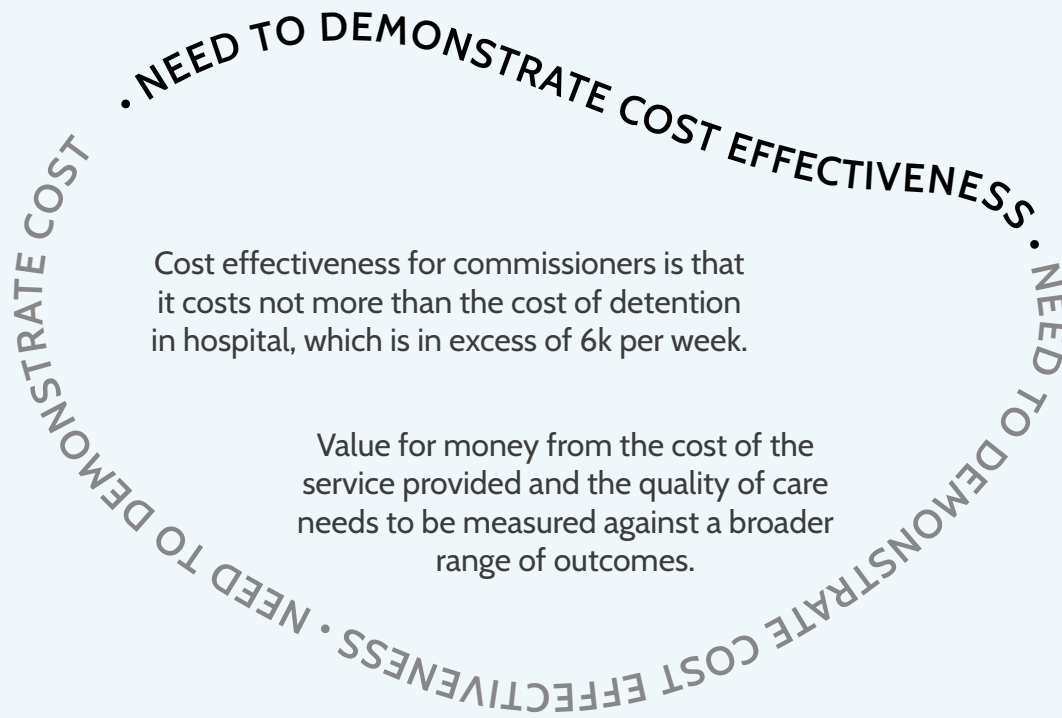 • NEED TO DEMONSTRATE COST EFFECTIVENESS • NEED TO DEMONSTRATE COST EFFECTIVENESS • NEED TO DEMONSTRATE COST
Cost effectiveness for commissioners is that
it costs not more than the cost of detention
in hospital, which is in excess of 6k per week.
Value for money from the cost of the
service provided and the quality of care
needs to be measured against a broader
range of outcomes.